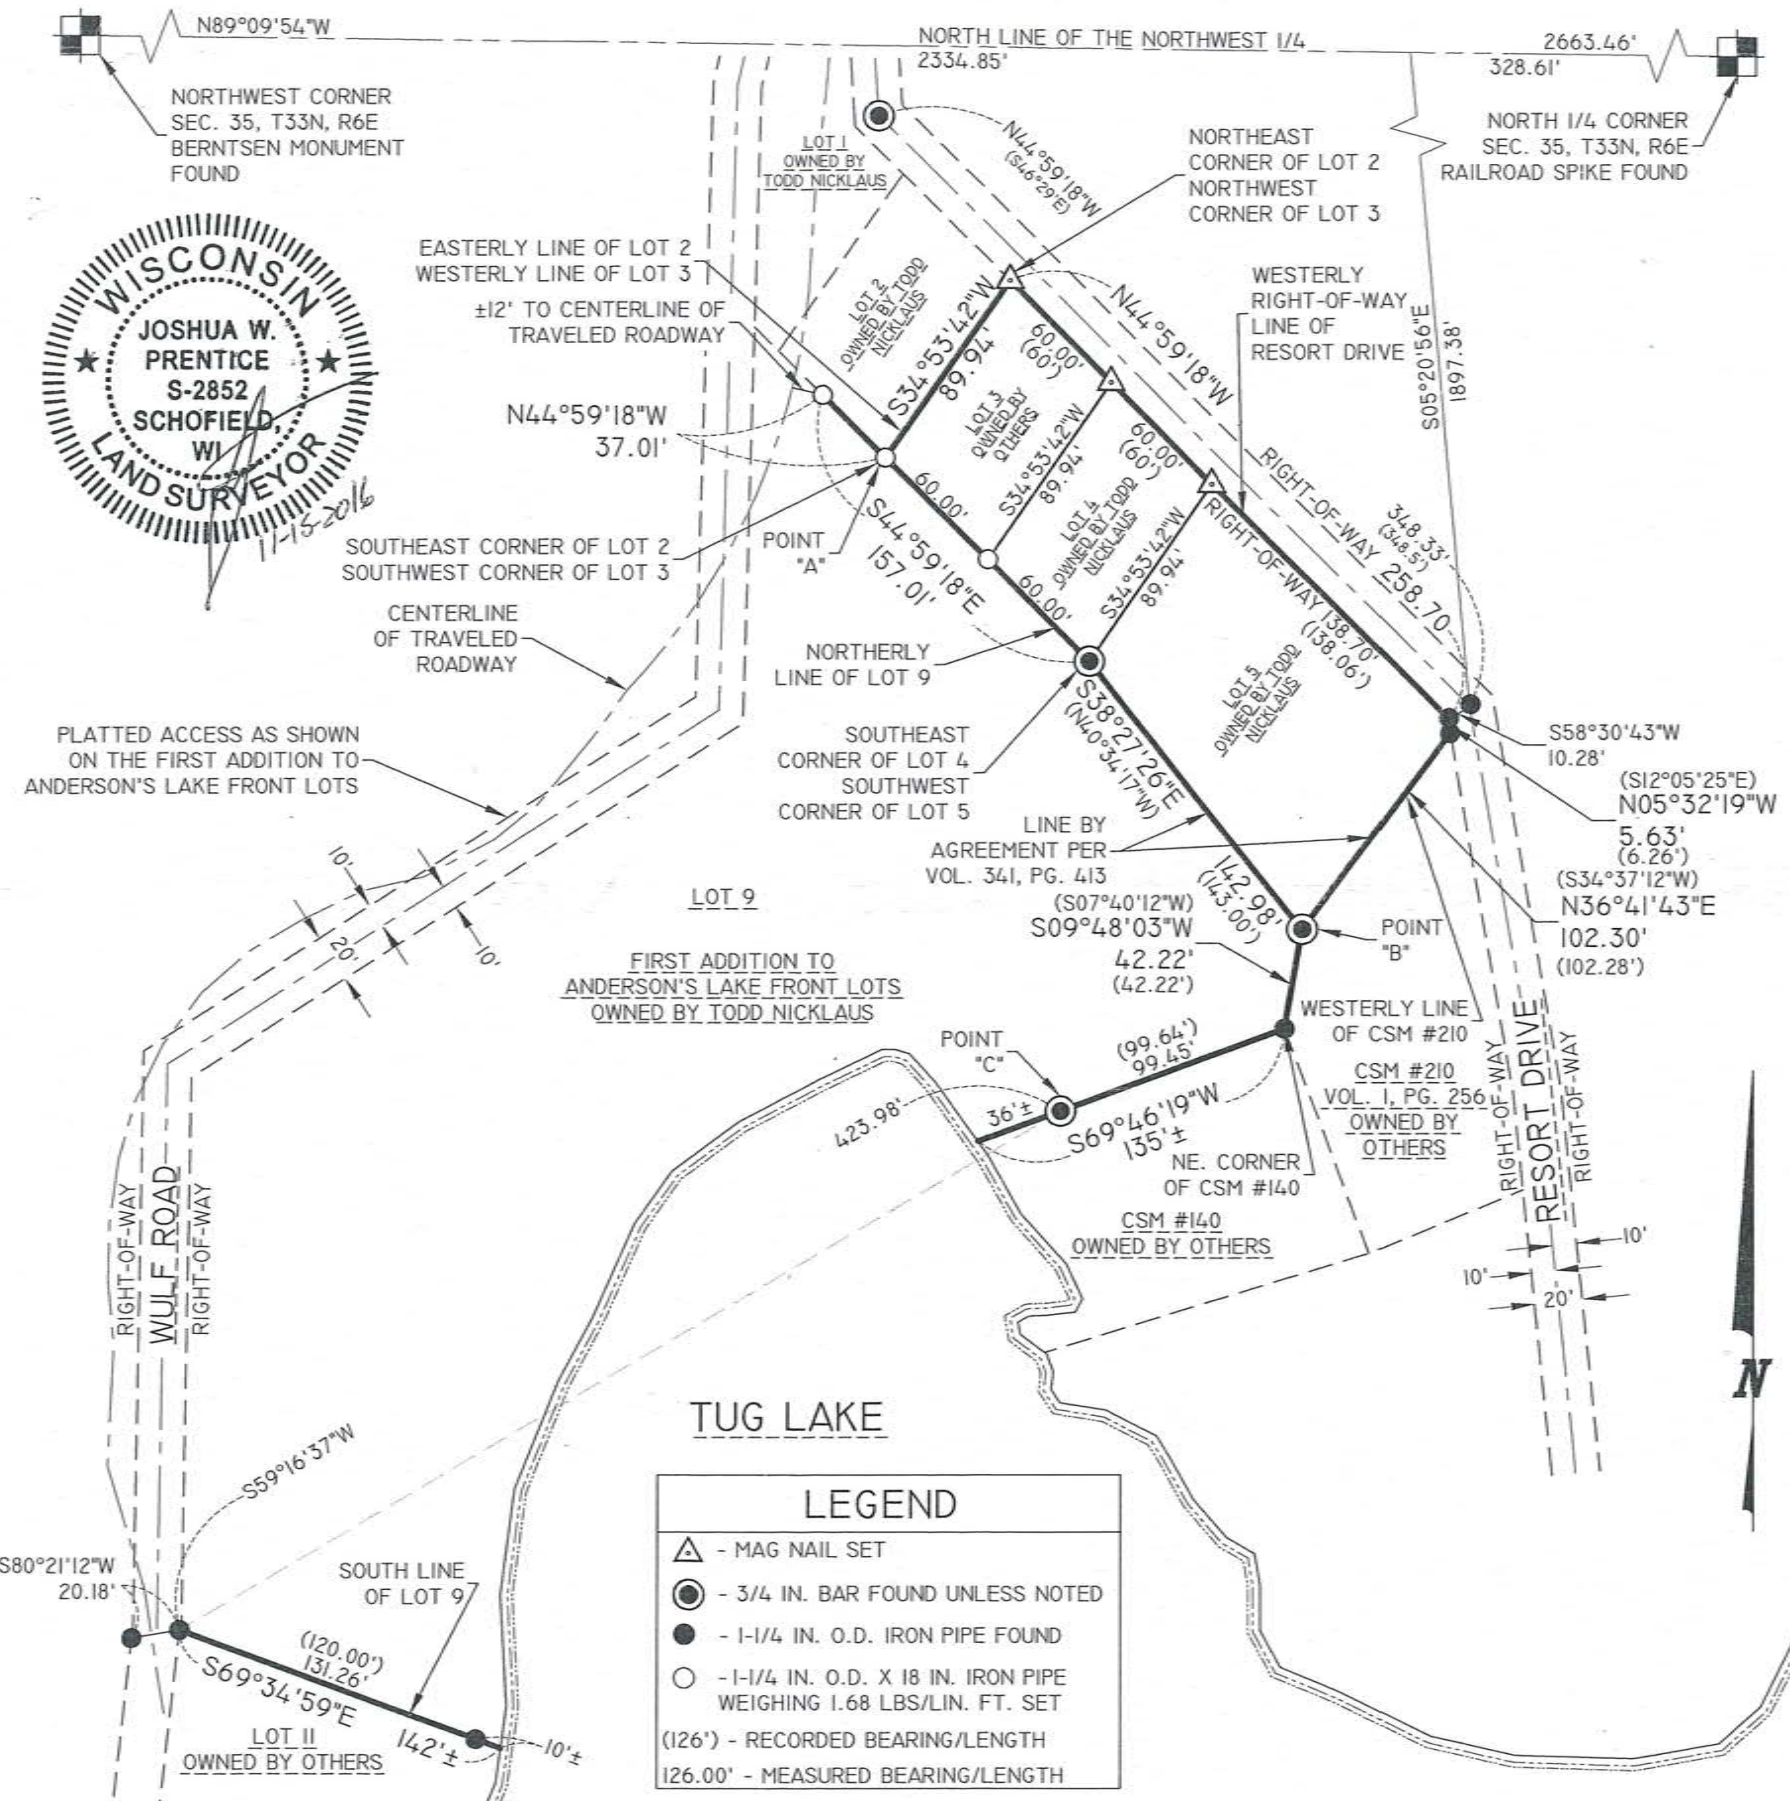 N89°09'54"W
NORTH LINE OF THE NORTHWEST 1/4
2334.85'
2663.46'
328.61'
NORTHWEST CORNER
SEC. 35, T33N, R6E
BERNTSEN MONUMENT
FOUND
NORTH 1/4 CORNER
SEC. 35, T33N, R6E
RAILROAD SPIKE FOUND
LOT 1
OWNED BY
TODD NICKLAUS
N44°59'18"W
(S46°29'E)
NORTHEAST
CORNER OF LOT 2
NORTHWEST
CORNER OF LOT 3
WISCONSIN
JOSHUA W.
PRENTICE
S-2852
SCHOFIELD,
WI
LAND SURVEYOR
11-15-2016
EASTERLY LINE OF LOT 2
WESTERLY LINE OF LOT 3
±12' TO CENTERLINE OF
TRAVELED ROADWAY
LOT 2
OWNED BY TODD
NICKLAUS
S34°53'42"W
89.94'
60.00'
(60')
N44°59'18"W
WESTERLY
RIGHT-OF-WAY
LINE OF
RESORT DRIVE
S05°20'56"E
1897.38'
N44°59'18"W
37.01'
LOT 3
OWNED BY
OTHERS
S34°53'42"W
89.94'
60.00'
(60')
60.00'
S44°59'18"E
157.01'
POINT
"A"
SOUTHEAST CORNER OF LOT 2
SOUTHWEST CORNER OF LOT 3
LOT 4
OWNED BY TODD
NICKLAUS
S34°53'42"W
89.94'
60.00'
RIGHT-OF-WAY 258.70
348.33'
(348.5')
RIGHT-OF-WAY 138.70'
(138.06')
CENTERLINE
OF TRAVELED
ROADWAY
NORTHERLY
LINE OF LOT 9
LOT 5
OWNED BY TODD
NICKLAUS
S38°27'26"E
(N40°34'17"W)
142.98'
(143.00')
PLATTED ACCESS AS SHOWN
ON THE FIRST ADDITION TO
ANDERSON'S LAKE FRONT LOTS
SOUTHEAST
CORNER OF LOT 4
SOUTHWEST
CORNER OF LOT 5
S58°30'43"W
10.28'
(S12°05'25"E)
N05°32'19"W
5.63'
(6.26')
(S34°37'12"W)
N36°41'43"E
102.30'
(102.28')
LINE BY
AGREEMENT PER
VOL. 341, PG. 413
10'
20'
10'
LOT 9
FIRST ADDITION TO
ANDERSON'S LAKE FRONT LOTS
OWNED BY TODD NICKLAUS
(S07°40'12"W)
S09°48'03"W
42.22'
(42.22')
POINT
"B"
WESTERLY LINE
OF CSM #210
POINT
"C"
(99.64')
99.45'
36'±
S69°46'19"W
135'±
423.98'
CSM #210
VOL. 1, PG. 256
OWNED BY
OTHERS
NE. CORNER
OF CSM #140
CSM #140
OWNED BY OTHERS
RIGHT-OF-WAY
RESORT DRIVE
RIGHT-OF-WAY
10'
10'
20'
RIGHT-OF-WAY
WULF ROAD
RIGHT-OF-WAY
N
TUG LAKE
S59°16'37"W
S80°21'12"W
20.18'
SOUTH LINE
OF LOT 9
(120.00')
131.26'
S69°34'59"E
142'±
10'±
LOT 11
OWNED BY OTHERS
LEGEND
- MAG NAIL SET
- 3/4 IN. BAR FOUND UNLESS NOTED
- 1-1/4 IN. O.D. IRON PIPE FOUND
- 1-1/4 IN. O.D. X 18 IN. IRON PIPE
WEIGHING 1.68 LBS/LIN. FT. SET
(126') - RECORDED BEARING/LENGTH
126.00' - MEASURED BEARING/LENGTH